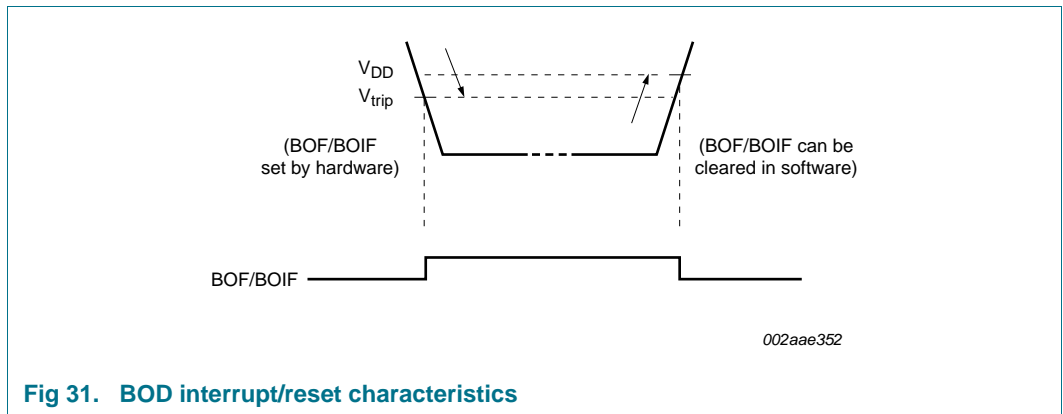 VDD
Vtrip
(BOF/BOIF
set by hardware)
(BOF/BOIF can be
cleared in software)
BOF/BOIF
002aae352
Fig 31. BOD interrupt/reset characteristics